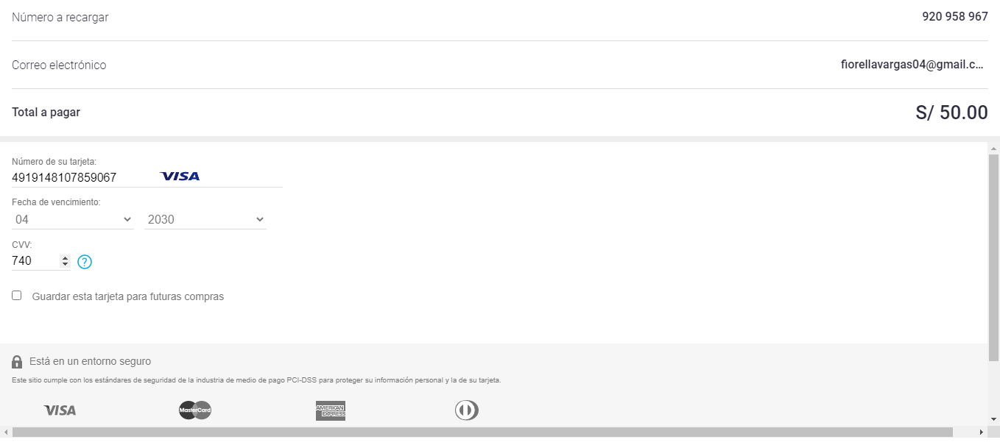 Número a recargar 920 958 967
Correo electrónico fiorellavargas04@gmail.c...
Total a pagar S/ 50.00
Número de su tarjeta:
4919148107859067 VISA
Fecha de vencimiento:
04 2030
CVV:
740 ?
Guardar esta tarjeta para futuras compras
Está en un entorno seguro
Este sitio cumple con los estándares de seguridad de la industria de medio de pago PCI-DSS para proteger su información personal y la de su tarjeta.
VISA MasterCard AMERICAN EXPRESS